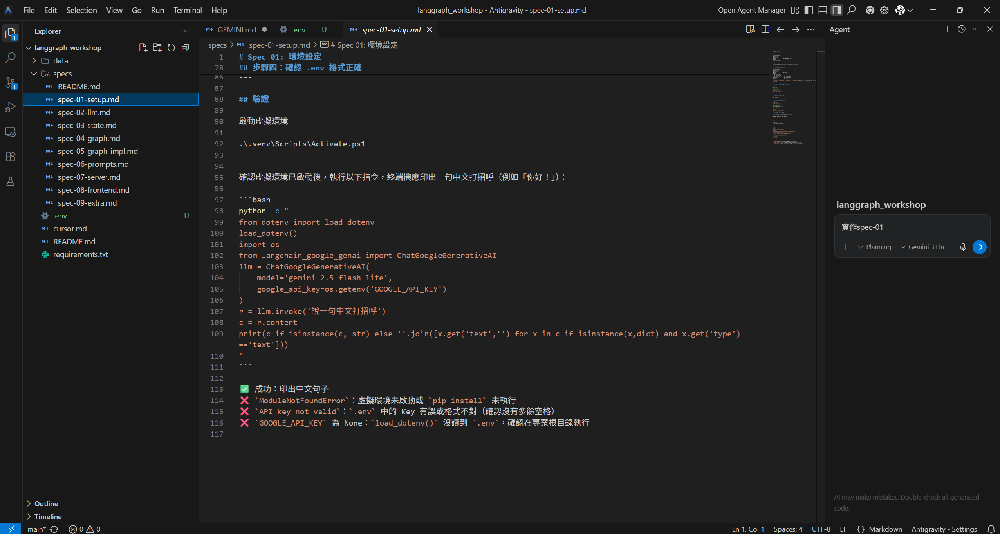 File Edit Selection View Go Run Terminal Help
langgraph_workshop - Antigravity - spec-01-setup.md
Open Agent Manager
Explorer
langgraph_workshop
data
specs
README.md
spec-01-setup.md
spec-02-llm.md
spec-03-state.md
spec-04-graph.md
spec-05-graph-impl.md
spec-06-prompts.md
spec-07-server.md
spec-08-frontend.md
spec-09-extra.md
.env U
cursor.md
README.md
requirements.txt
Outline
Timeline
GEMINI.md
.env U
spec-01-setup.md
specs > spec-01-setup.md > # Spec 01: 環境設定
1 # Spec 01: 環境設定
78 ## 步驟四：確認 .env 格式正確
86 ---
87
88 ## 驗證
89
90 啟動虛擬環境
91
92 .\.venv\Scripts\Activate.ps1
93
94
95 確認虛擬環境已啟動後，執行以下指令，終端機應印出一句中文打招呼（例如「你好！」）：
96
97 ```bash
98 python -c "
99 from dotenv import load_dotenv
100 load_dotenv()
101 import os
102 from langchain_google_genai import ChatGoogleGenerativeAI
103 llm = ChatGoogleGenerativeAI(
104 model='gemini-2.5-flash-lite',
105 google_api_key=os.getenv('GOOGLE_API_KEY')
106 )
107 r = llm.invoke('說一句中文打招呼')
108 c = r.content
109 print(c if isinstance(c, str) else ''.join([x.get('text','') for x in c if isinstance(x,dict) and x.get('type')
=='text']))
110 "
111 ```
112
113 ✅ 成功：印出中文句子
114 ❌ `ModuleNotFoundError`：虛擬環境未啟動或 `pip install` 未執行
115 ❌ `API key not valid`：`.env` 中的 Key 有誤或格式不對（確認沒有多餘空格）
116 ❌ `GOOGLE_API_KEY` 為 None：`load_dotenv()` 沒讀到 `.env`，確認在專案根目錄執行
117
Agent
langgraph_workshop
實作spec-01
Planning Gemini 3 Fla...
AI may make mistakes. Double-check all generated
code.
1
1
main* 0 0
Ln 1, Col 1 Spaces: 4 UTF-8 LF {} Markdown Antigravity - Settings